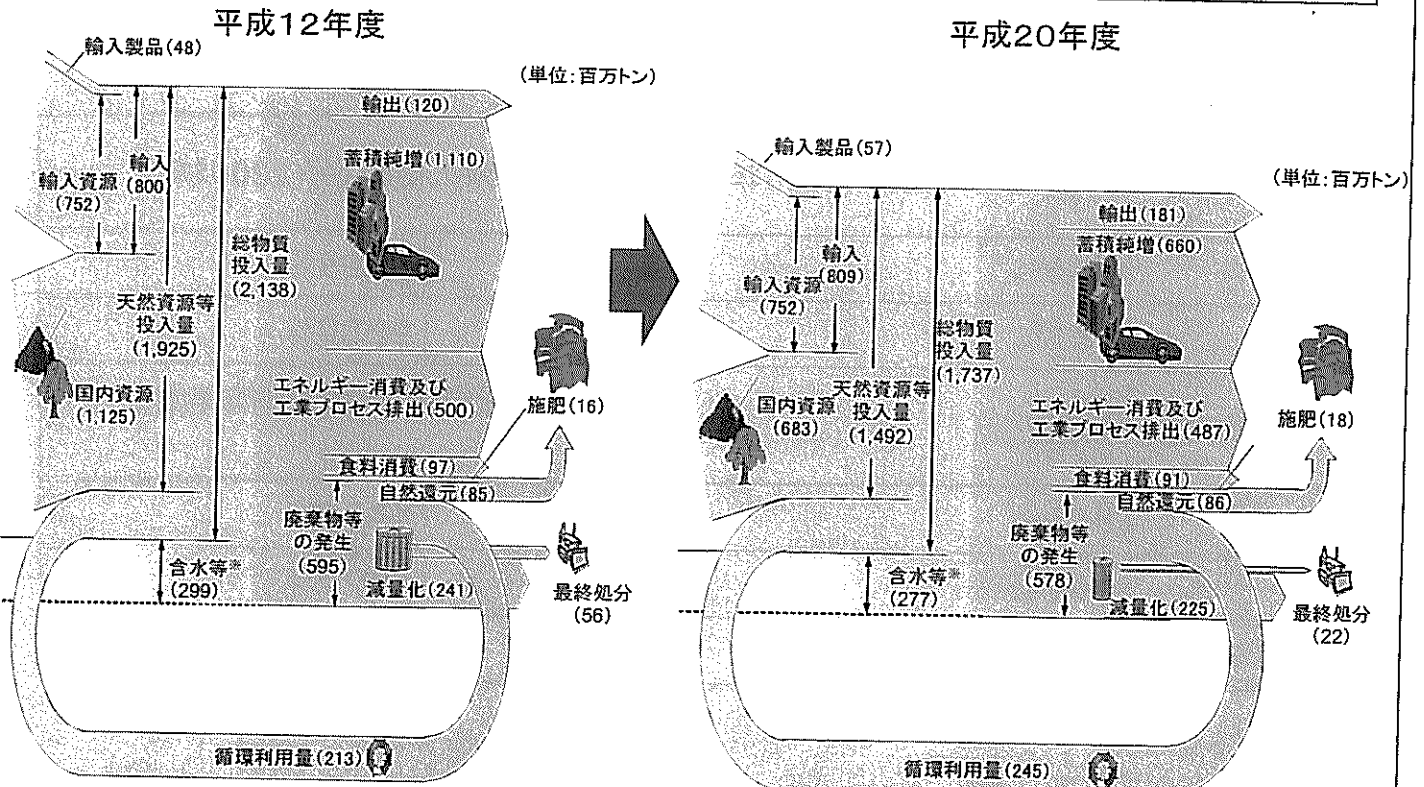 平成12年度
輸入製品(48)
(単位:百万トン)
輸出(120)
蓄積純増(1,110)
輸入
(800)
輸入資源
(752)
総物質
投入量
(2,138)
天然資源等
投入量
(1,925)
国内資源
(1,125)
エネルギー消費及び
工業プロセス排出(500)
施肥(16)
食料消費(97)
自然還元(85)
廃棄物等
の発生
(595)
含水等※
(299)
減量化(241)
最終処分
(56)
循環利用量(213)
平成20年度
輸入製品(57)
(単位:百万トン)
輸出(181)
蓄積純増(660)
輸入
(809)
輸入資源
(752)
総物質
投入量
(1,737)
天然資源等
投入量
(1,492)
国内資源
(683)
エネルギー消費及び
工業プロセス排出(487)
施肥(18)
食料消費(91)
自然還元(86)
廃棄物等
の発生
(578)
含水等※
(277)
減量化(225)
最終処分
(22)
循環利用量(245)